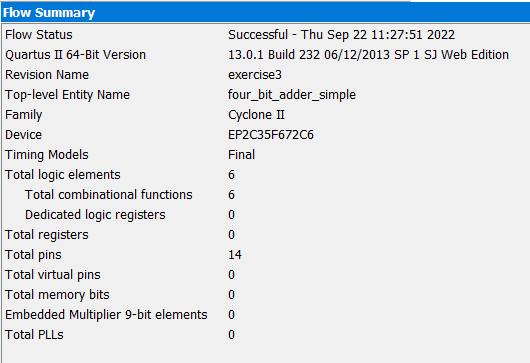 Flow Summary
Flow Status Successful - Thu Sep 22 11:27:51 2022
Quartus II 64-Bit Version 13.0.1 Build 232 06/12/2013 SP 1 SJ Web Edition
Revision Name exercise3
Top-level Entity Name four_bit_adder_simple
Family Cyclone II
Device EP2C35F672C6
Timing Models Final
Total logic elements 6
Total combinational functions 6
Dedicated logic registers 0
Total registers 0
Total pins 14
Total virtual pins 0
Total memory bits 0
Embedded Multiplier 9-bit elements 0
Total PLLs 0